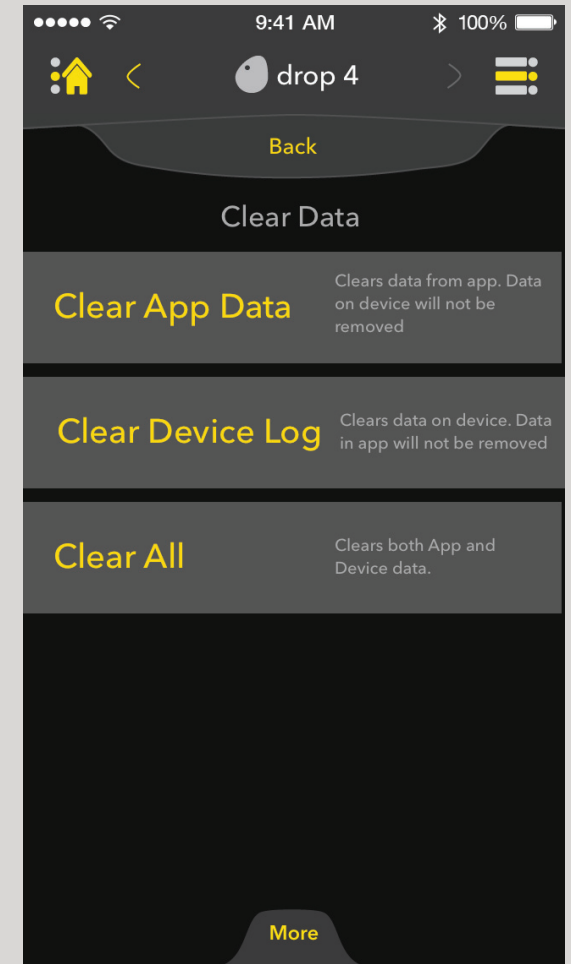 9:41 AM
100%
drop 4
Back
Clear Data
Clear App Data
Clears data from app. Data
on device will not be
removed
Clear Device Log
Clears data on device. Data
in app will not be removed
Clear All
Clears both App and
Device data.
More